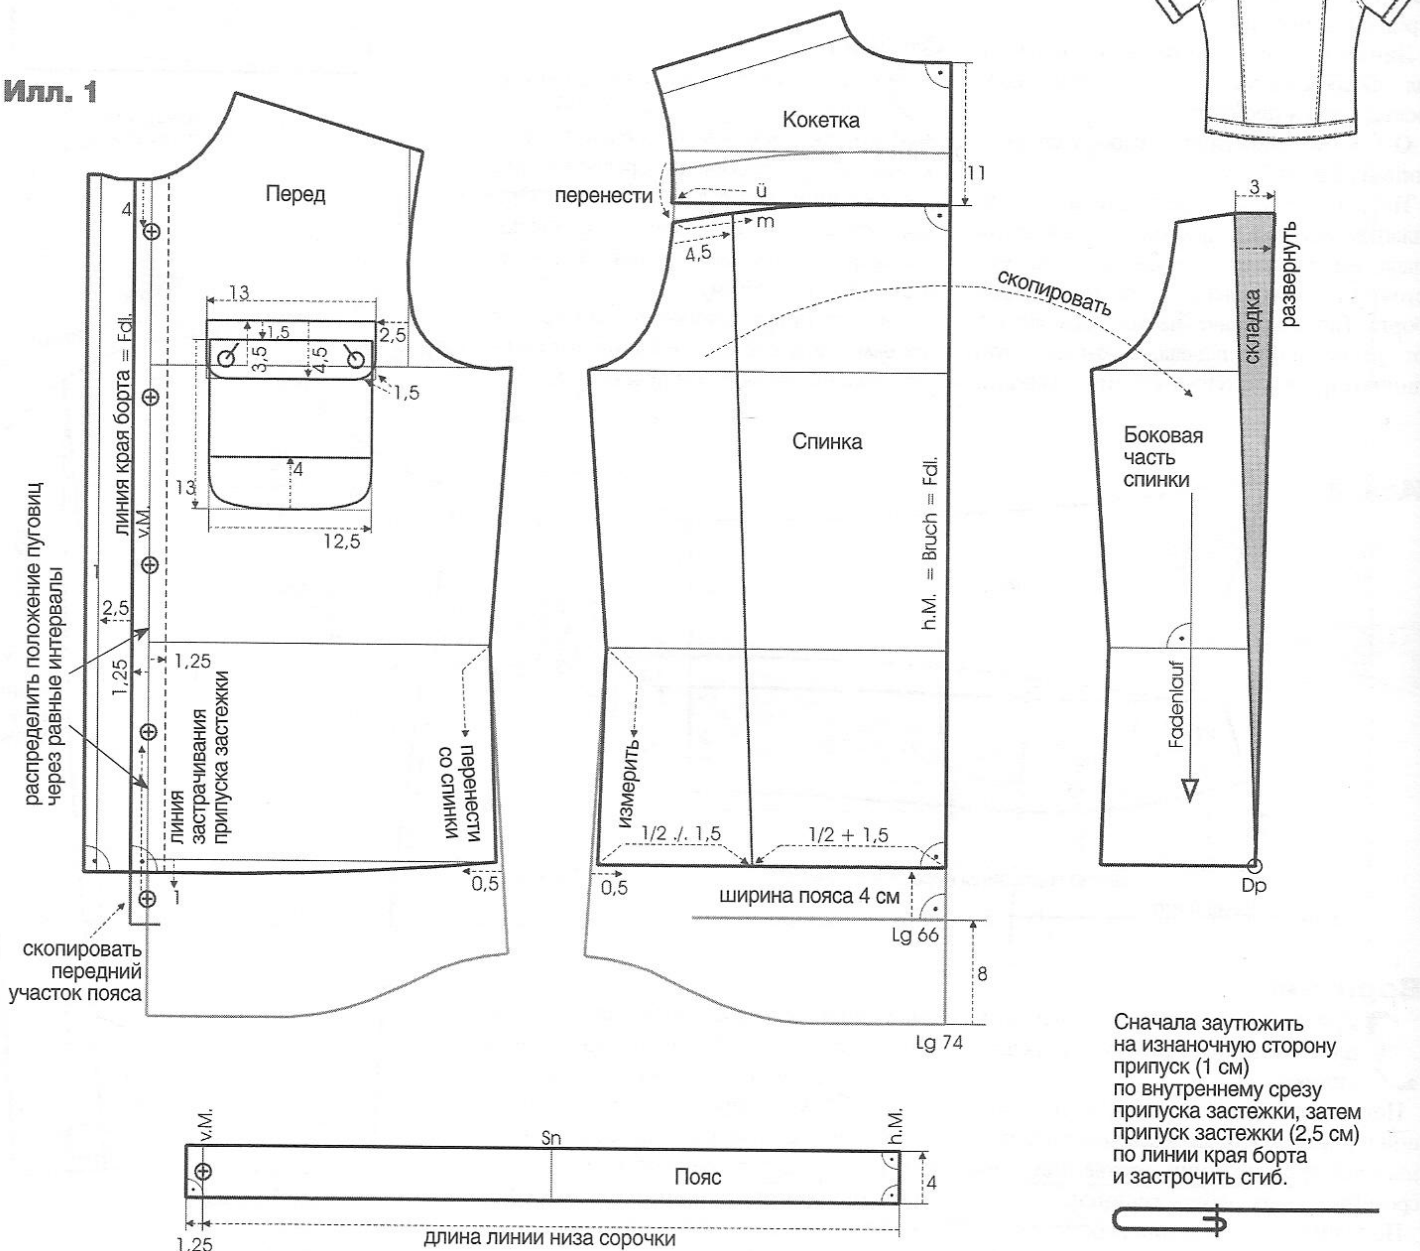 Илл. 1
Перед
4
13
1,5
2,5
3,5
4,5
1,5
13
4
12,5
линия края борта = Fdl.
v.M.
1
2,5
1,25
1,25
распределить положение пуговиц
через равные интервалы
линия
застрачивания
припуска застежки
перенести
со спинки
0,5
1
скопировать
передний
участок пояса
Кокетка
11
перенести
ü
m
4,5
Спинка
h.M. = Bruch = Fdl.
измерить
1/2 ./. 1,5
1/2 + 1,5
0,5
ширина пояса 4 см
Lg 66
8
Lg 74
скопировать
3
складка
развернуть
Боковая
часть
спинки
Fadenlauf
Dp
v.M.
Sn
h.M.
Пояс
4
1,25
длина линии низа сорочки
Сначала заутюжить
на изнаночную сторону
припуск (1 см)
по внутреннему срезу
припуска застежки, затем
припуск застежки (2,5 см)
по линии края борта
и застрочить сгиб.